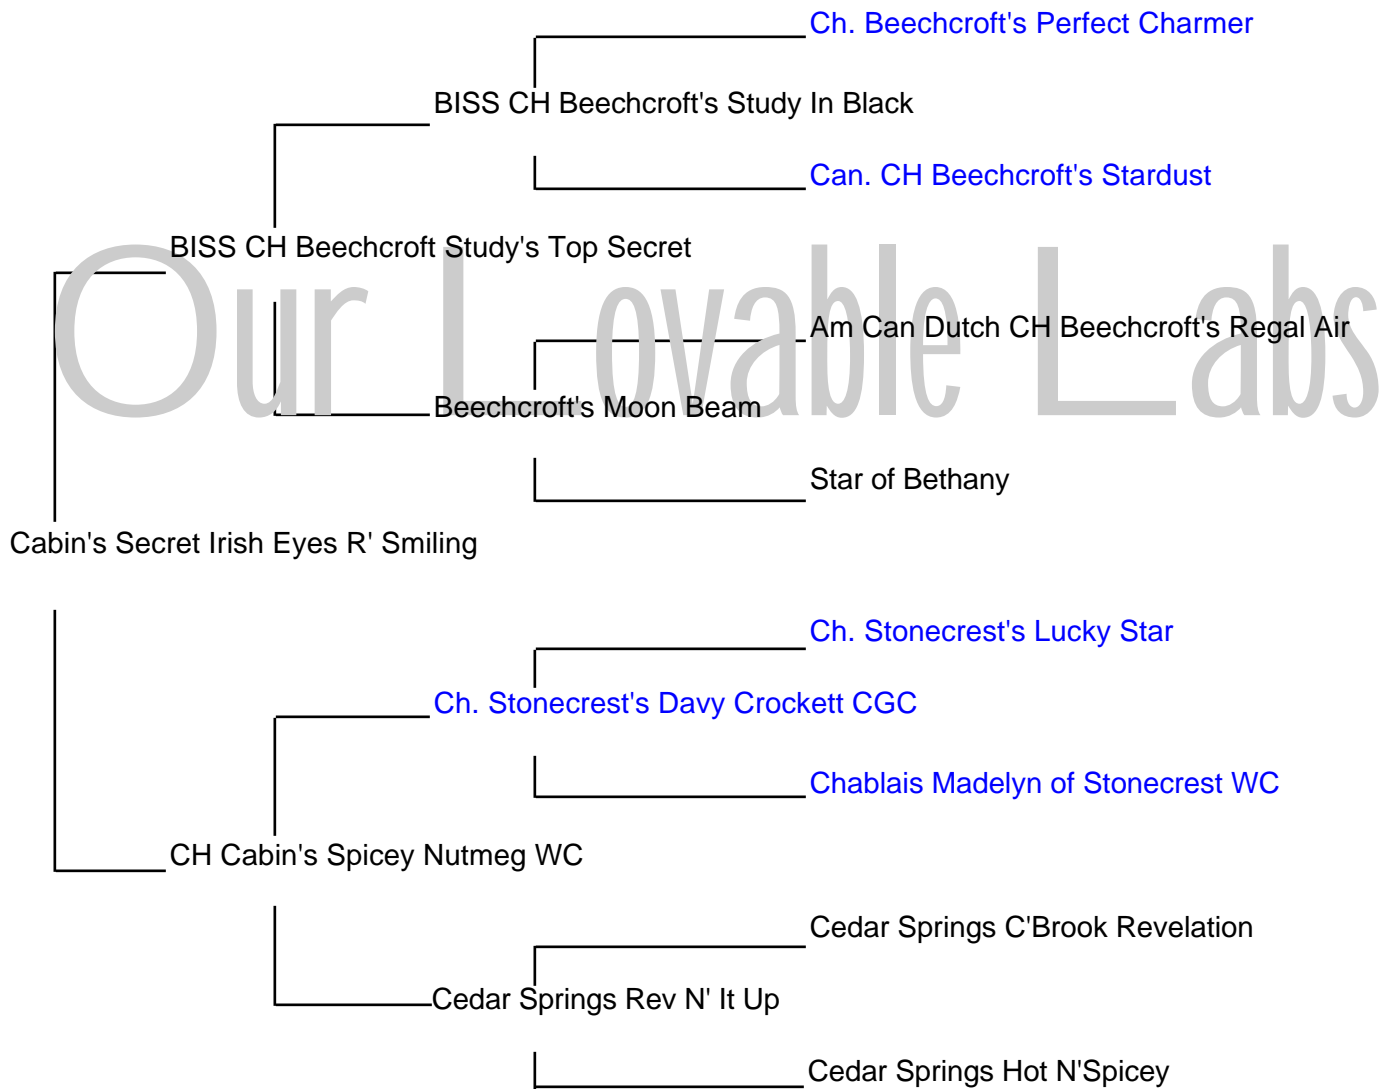 Ch. Beechcroft's Perfect Charmer
BISS CH Beechcroft's Study In Black
Can. CH Beechcroft's Stardust
BISS CH Beechcroft Study's Top Secret
Our Lovable Labs
Am Can Dutch CH Beechcroft's Regal Air
Beechcroft's Moon Beam
Star of Bethany
Cabin's Secret Irish Eyes R' Smiling
Ch. Stonecrest's Lucky Star
Ch. Stonecrest's Davy Crockett CGC
Chablais Madelyn of Stonecrest WC
CH Cabin's Spicey Nutmeg WC
Cedar Springs C'Brook Revelation
Cedar Springs Rev N' It Up
Cedar Springs Hot N'Spicey